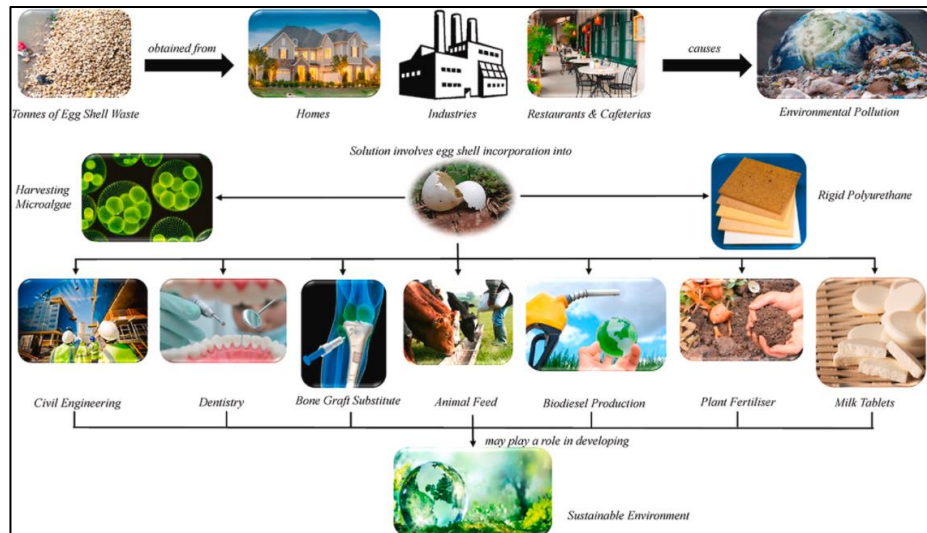 obtained from
causes
Tonnes of Egg Shell Waste
Homes
Industries
Restaurants & Cafeterias
Environmental Pollution
Solution involves egg shell incorporation into
Harvesting
Microalgae
Rigid Polyurethane
Civil Engineering
Dentistry
Bone Graft Substitute
Animal Feed
Biodiesel Production
Plant Fertiliser
Milk Tablets
may play a role in developing
Sustainable Environment